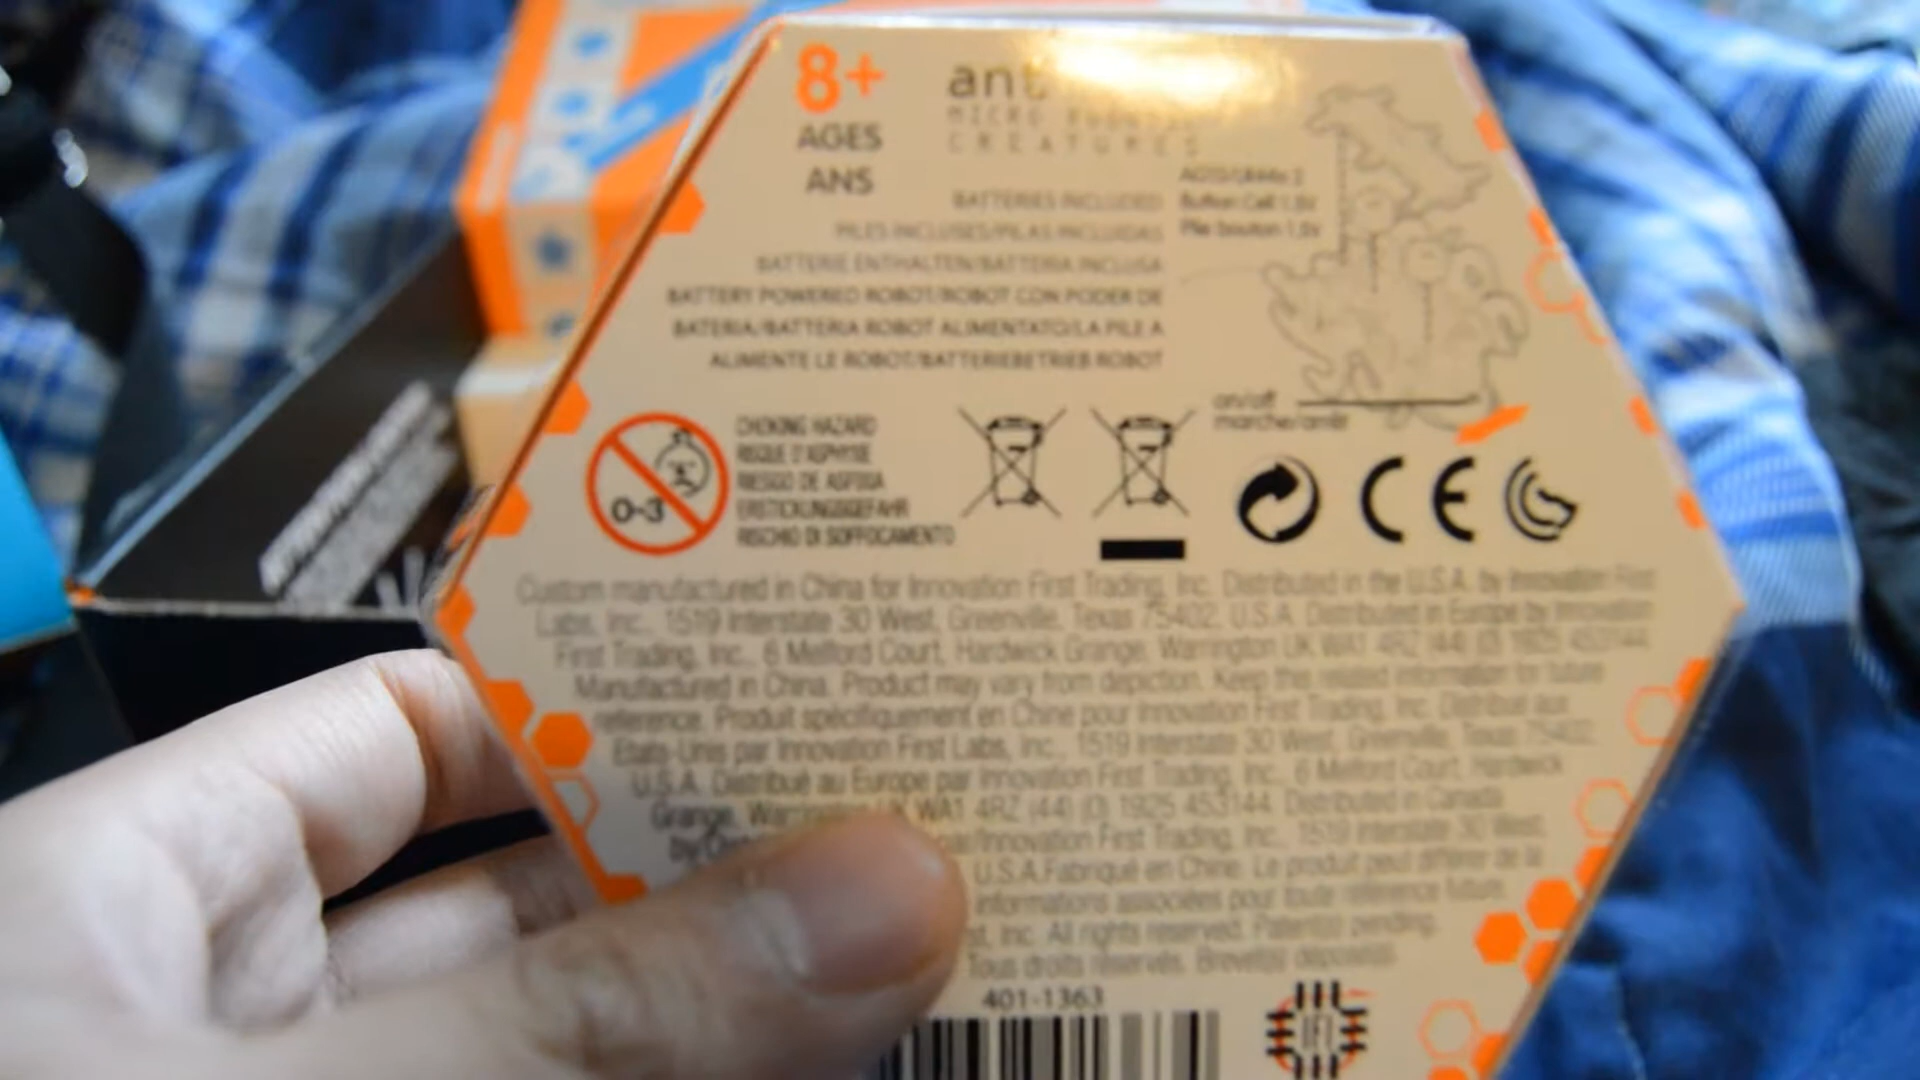 8+
AGES
ANS
ant
MICRO
CREATURES
BATTERIES INCLUDED
PILES INCLUSES/PILAS INCLUIDAS
BATTERIE ENTHALTEN/BATTERIA INCLUSA
BATTERY POWERED ROBOT/ROBOT CON PODER DE
BATERIA/BATTERIA ROBOT ALIMENTATO/LA PILE A
ALIMENTE LE ROBOT/BATTERIEBETRIEB ROBOT
Button Cell 1.5V
Pile bouton 1,5V
on/off
marche/arrêt
0-3
CHOKING HAZARD
RISQUE D'ASPHYXIE
RIESGO DE ASFIXIA
ERSTICKUNGSGEFAHR
RISCHIO DI SOFFOCAMENTO
CE
Custom manufactured in China for Innovation First Trading, Inc. Distributed in the U.S.A. by Innovation First
Labs, Inc., 1519 Interstate 30 West, Greenville, Texas 75402, U.S.A. Distributed in Europe by Innovation
First Trading, Inc., 6 Melford Court, Hardwick Grange, Warrington UK WA1 4RZ (44) (0) 1925 453144.
Manufactured in China. Product may vary from depiction. Keep this related information for future
reference. Produit spécifiquement en Chine pour Innovation First Trading, Inc. Distribué aux
Etats-Unis par Innovation First Labs, Inc., 1519 Interstate 30 West, Greenville, Texas 75402,
U.S.A. Distribué au Europe par Innovation First Trading, Inc., 6 Melford Court, Hardwick
Grange, UK WA1 4RZ (44) (0) 1925 453144. Distributed in Canada
by par/Innovation First Trading, Inc., 1519 Interstate 30 West,
U.S.A.Fabriqué en Chine. Le produit peut différer de la
informations associées pour toute référence future.
Inc. All rights reserved. Patent(s) pending.
Tous droits réservés. Brevet(s) déposé(s).
401-1363
IFI